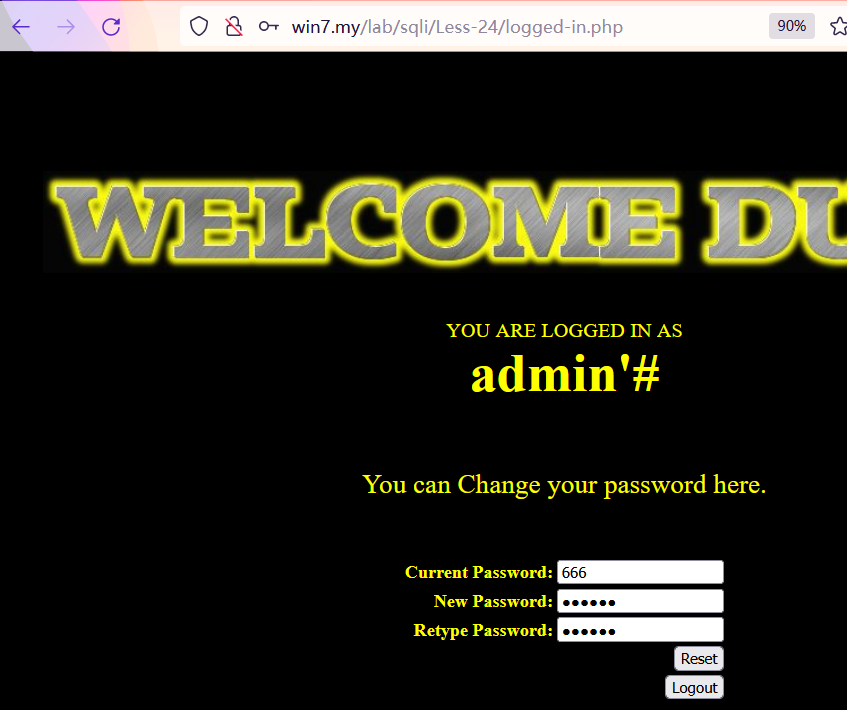 win7.my/lab/sqli/Less-24/logged-in.php
90%
WELCOME DU
YOU ARE LOGGED IN AS
admin'#
You can Change your password here.
Current Password: 666
New Password: ●●●●●●
Retype Password: ●●●●●●
Reset
Logout